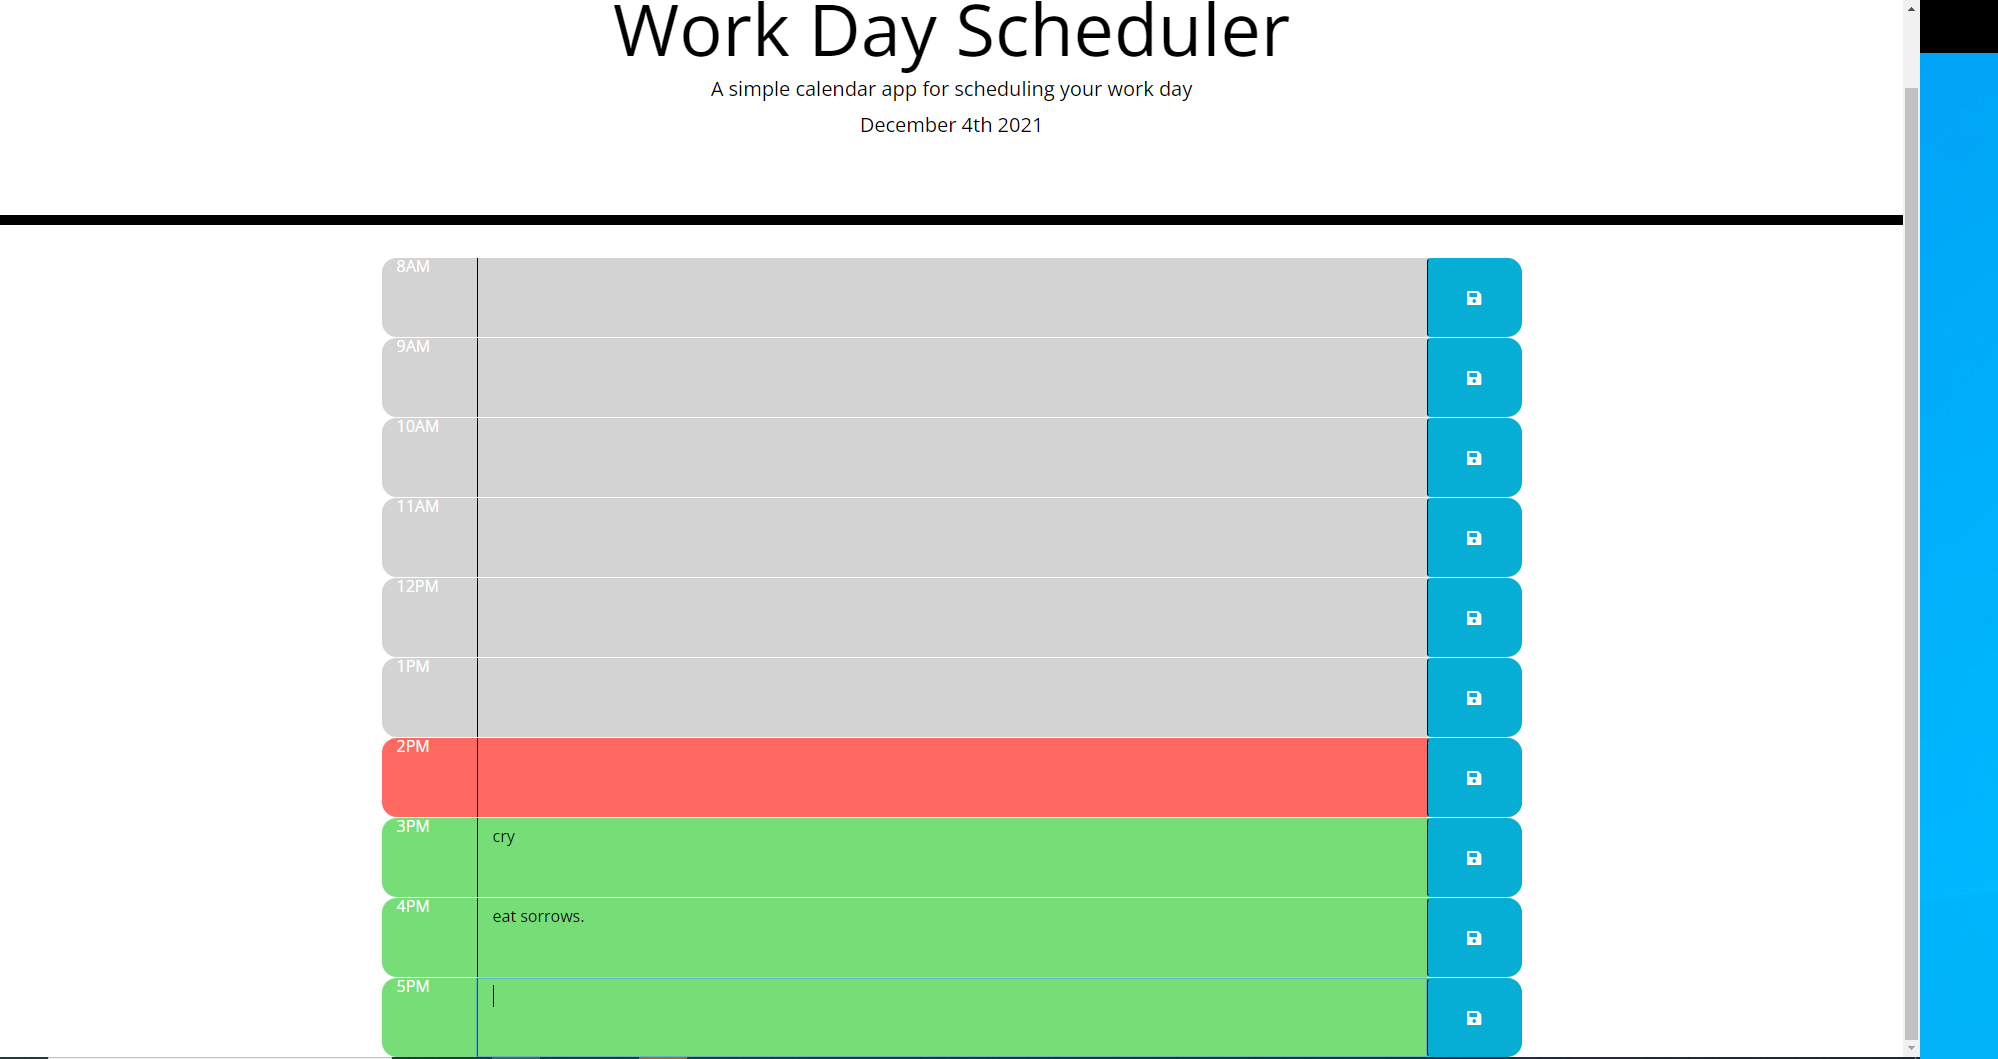 Work Day Scheduler
A simple calendar app for scheduling your work day
December 4th 2021
8AM
9AM
10AM
11AM
12PM
1PM
2PM
3PM
cry
4PM
eat sorrows.
5PM